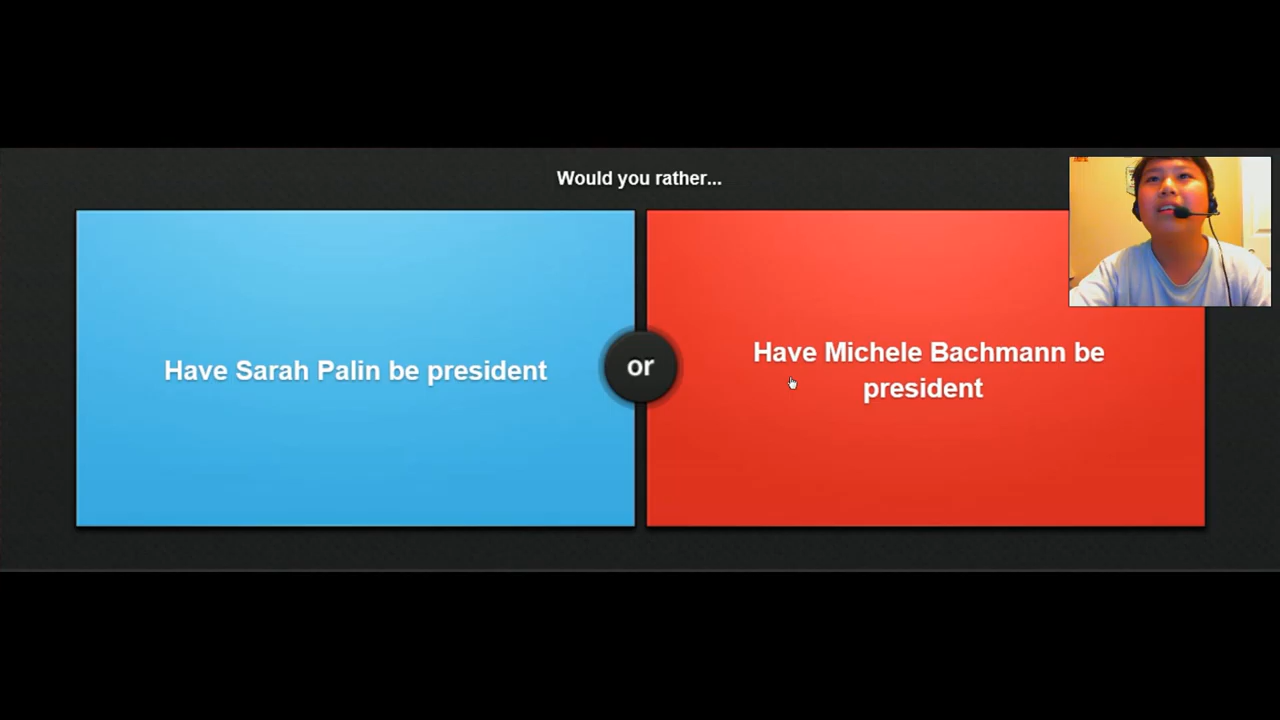 Would you rather...
Have Sarah Palin be president
or
Have Michele Bachmann be
president